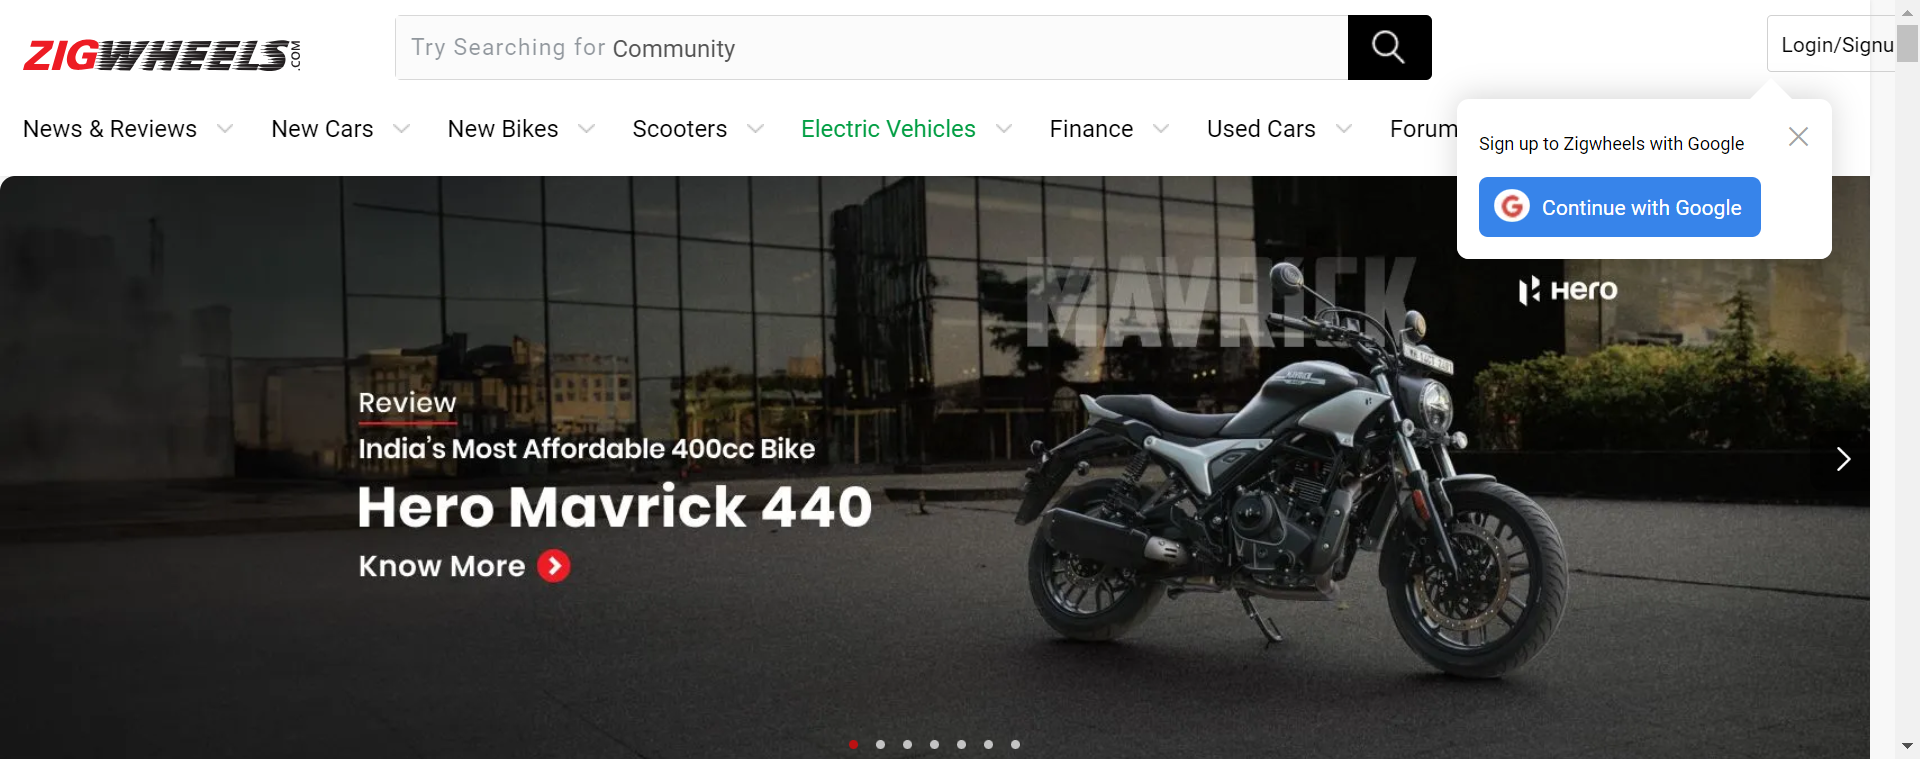 ZIGWHEELS.COM
Try Searching for Community
Login/Signu
News & Reviews
New Cars
New Bikes
Scooters
Electric Vehicles
Finance
Used Cars
Forum
Sign up to Zigwheels with Google
G Continue with Google
MAVRICK
Hero
Review
India's Most Affordable 400cc Bike
Hero Mavrick 440
Know More